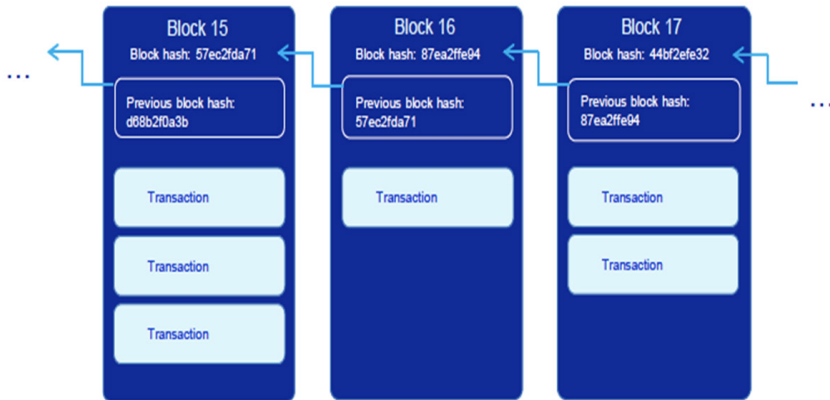 Block 15
Block hash: 57ec2fda71
Previous block hash:
d68b2f0a3b
Transaction
Transaction
Transaction
Block 16
Block hash: 87ea2ffe94
Previous block hash:
57ec2fda71
Transaction
Block 17
Block hash: 44bf2efe32
Previous block hash:
87ea2ffe94
Transaction
Transaction
...
...